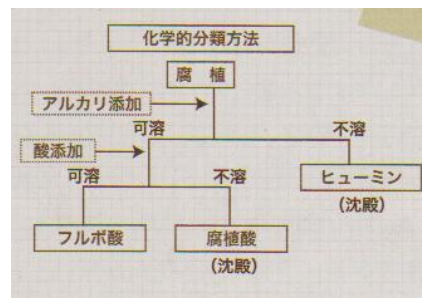 化学的分類方法
腐 植
アルカリ添加
可溶
不溶
酸添加
可溶
不溶
ヒューミン
(沈殿)
フルボ酸
腐植酸
(沈殿)